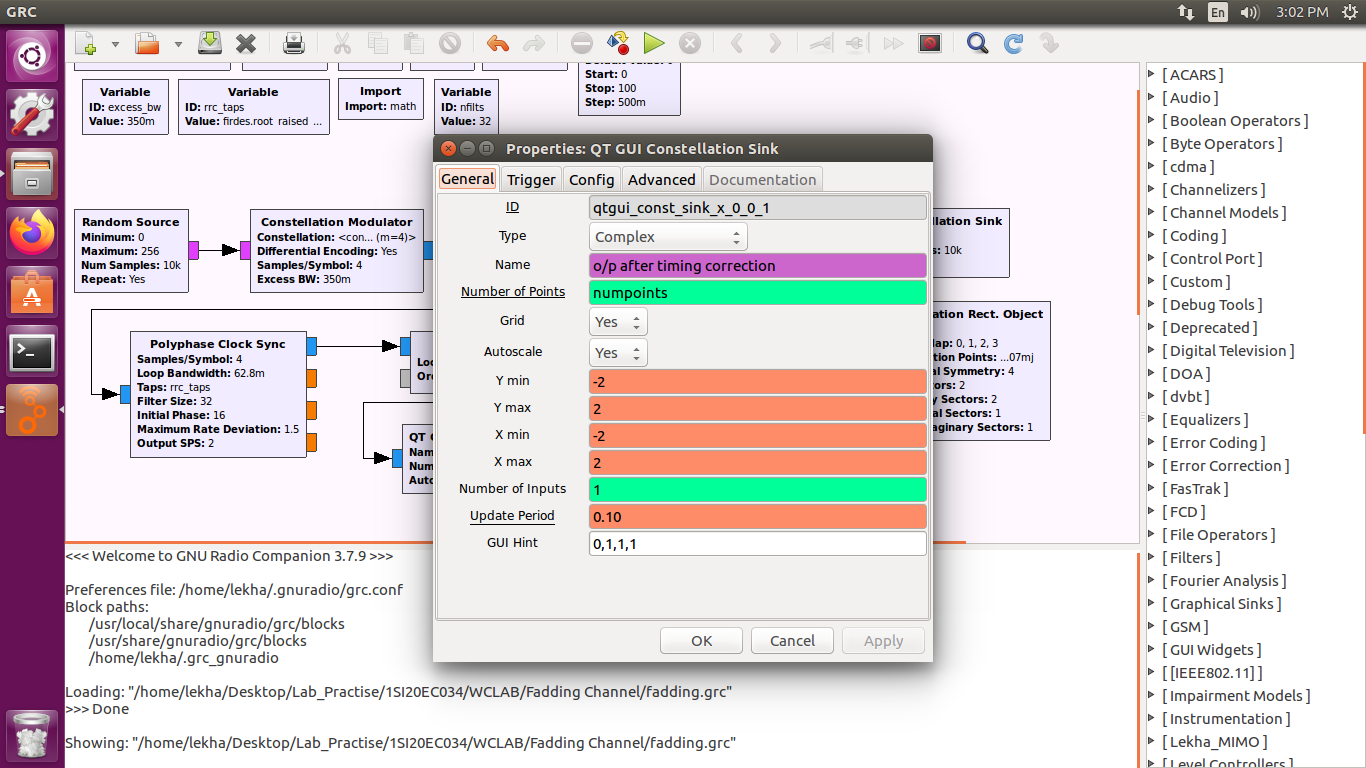 GRC
En
3:02 PM
Start: 0
Stop: 100
Step: 500m
Variable
ID: excess_bw
Value: 350m
Variable
ID: rrc_taps
Value: firdes.root_raised_...
Import
Import: math
Variable
ID: nfilts
Value: 32
Random Source
Minimum: 0
Maximum: 256
Num Samples: 10k
Repeat: Yes
Constellation Modulator
Constellation: <con... (m=4)>
Differential Encoding: Yes
Samples/Symbol: 4
Excess BW: 350m
Polyphase Clock Sync
Samples/Symbol: 4
Loop Bandwidth: 62.8m
Taps: rrc_taps
Filter Size: 32
Initial Phase: 16
Maximum Rate Deviation: 1.5
Output SPS: 2
Loo
Or
QT G
Nam
Num
Auto
llation Sink
s: 10k
ation Rect. Object
ap: 0, 1, 2, 3
tion Points: ...07mj
al Symmetry: 4
ors: 2
y Sectors: 2
al Sectors: 1
aginary Sectors: 1
Properties: QT GUI Constellation Sink
General Trigger Config Advanced Documentation
ID qtgui_const_sink_x_0_0_1
Type Complex
Name o/p after timing correction
Number of Points numpoints
Grid Yes
Autoscale Yes
Y min -2
Y max 2
X min -2
X max 2
Number of Inputs 1
Update Period 0.10
GUI Hint 0,1,1,1
OK Cancel Apply
<<< Welcome to GNU Radio Companion 3.7.9 >>>
Preferences file: /home/lekha/.gnuradio/grc.conf
Block paths:
/usr/local/share/gnuradio/grc/blocks
/usr/share/gnuradio/grc/blocks
/home/lekha/.grc_gnuradio
Loading: "/home/lekha/Desktop/Lab_Practise/1SI20EC034/WCLAB/Fadding Channel/fadding.grc"
>>> Done
Showing: "/home/lekha/Desktop/Lab_Practise/1SI20EC034/WCLAB/Fadding Channel/fadding.grc"
[ ACARS ]
[ Audio ]
[ Boolean Operators ]
[ Byte Operators ]
[ cdma ]
[ Channelizers ]
[ Channel Models ]
[ Coding ]
[ Control Port ]
[ Custom ]
[ Debug Tools ]
[ Deprecated ]
[ Digital Television ]
[ DOA ]
[ dvbt ]
[ Equalizers ]
[ Error Coding ]
[ Error Correction ]
[ FasTrak ]
[ FCD ]
[ File Operators ]
[ Filters ]
[ Fourier Analysis ]
[ Graphical Sinks ]
[ GSM ]
[ GUI Widgets ]
[ [IEEE802.11] ]
[ Impairment Models ]
[ Instrumentation ]
[ Lekha_MIMO ]
[ Level Controllers ]